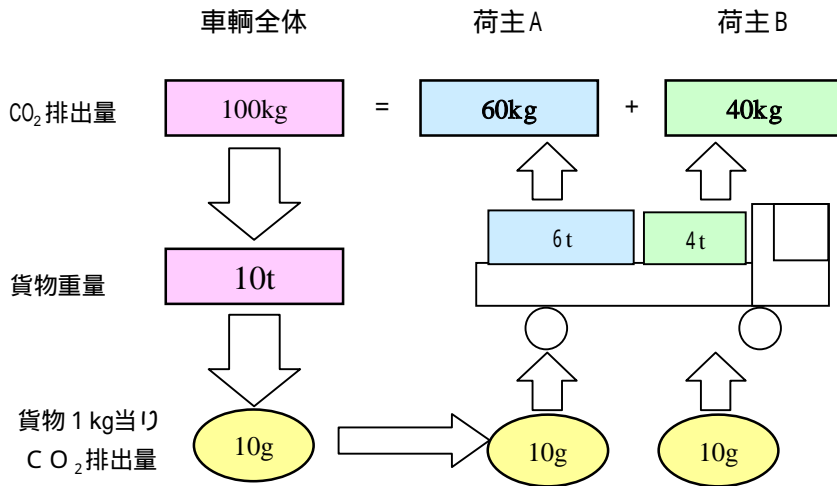 車輌全体 荷主A 荷主B
CO₂排出量 100kg = 60kg + 40kg
6t 4t
貨物重量 10t
貨物1kg当り
CO₂排出量 10g 10g 10g